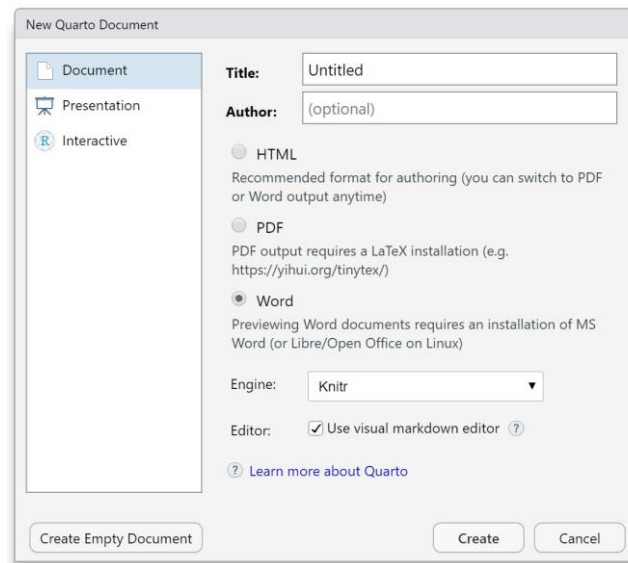 New Quarto Document
Document
Presentation
R Interactive
Title: Untitled
Author: (optional)
HTML
Recommended format for authoring (you can switch to PDF
or Word output anytime)
PDF
PDF output requires a LaTeX installation (e.g.
https://yihui.org/tinytex/)
Word
Previewing Word documents requires an installation of MS
Word (or Libre/Open Office on Linux)
Engine: Knitr
Editor: Use visual markdown editor ?
? Learn more about Quarto
Create Empty Document Create Cancel